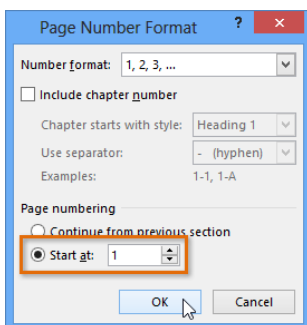 Page Number Format ?
Number format: 1, 2, 3, ...
Include chapter number
Chapter starts with style: Heading 1
Use separator: - (hyphen)
Examples: 1-1, 1-A
Page numbering
Continue from previous section
Start at: 1
OK Cancel